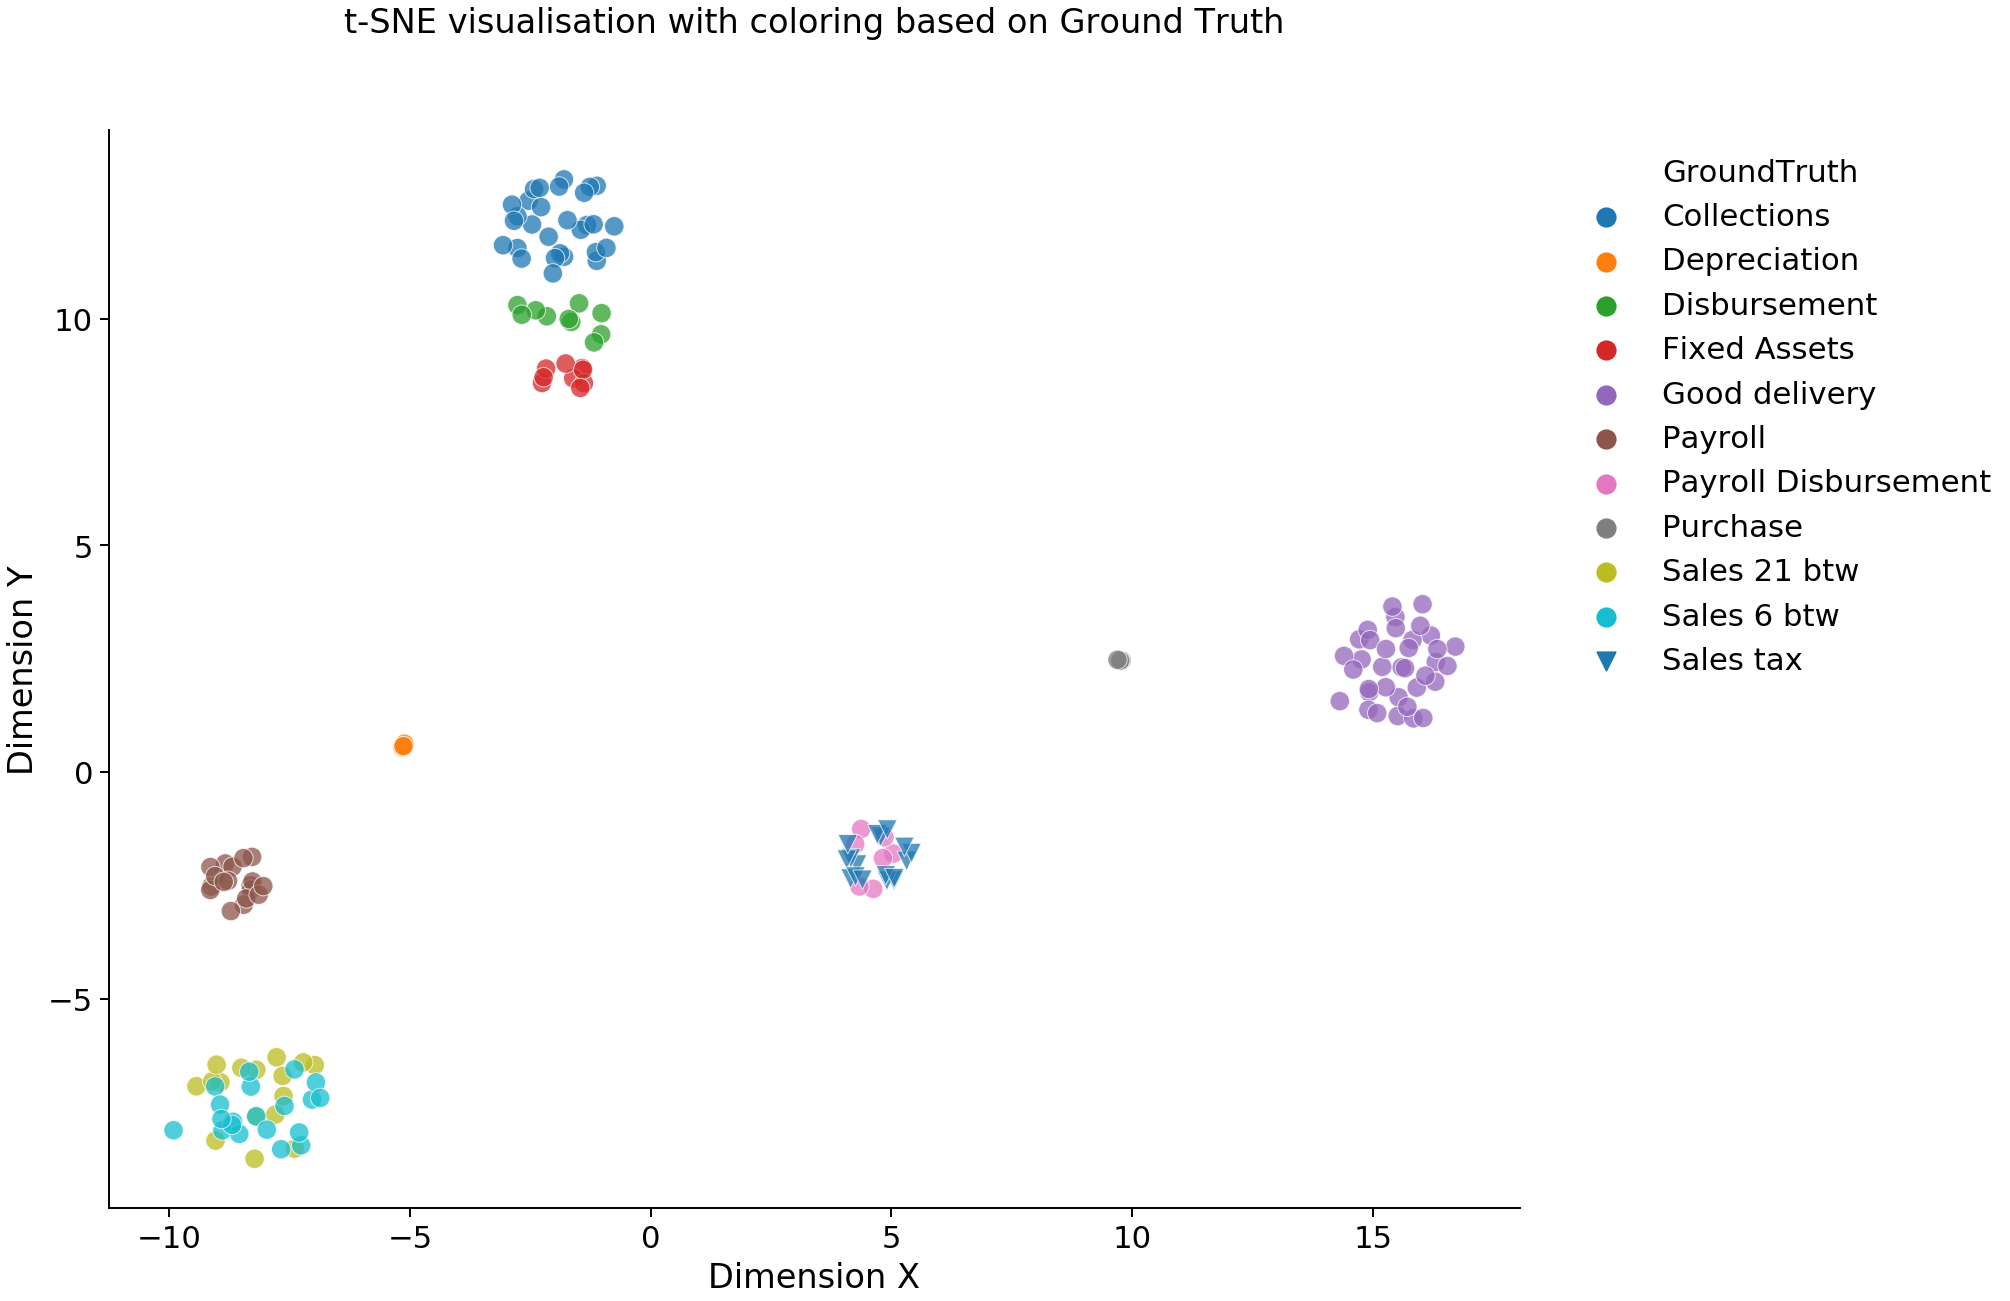 t-SNE visualisation with coloring based on Ground Truth
GroundTruth
Collections
Depreciation
Disbursement
Fixed Assets
Good delivery
Payroll
Payroll Disbursement
Purchase
Sales 21 btw
Sales 6 btw
Sales tax
Dimension Y
10
5
0
−5
−10
−5
0
5
10
15
Dimension X